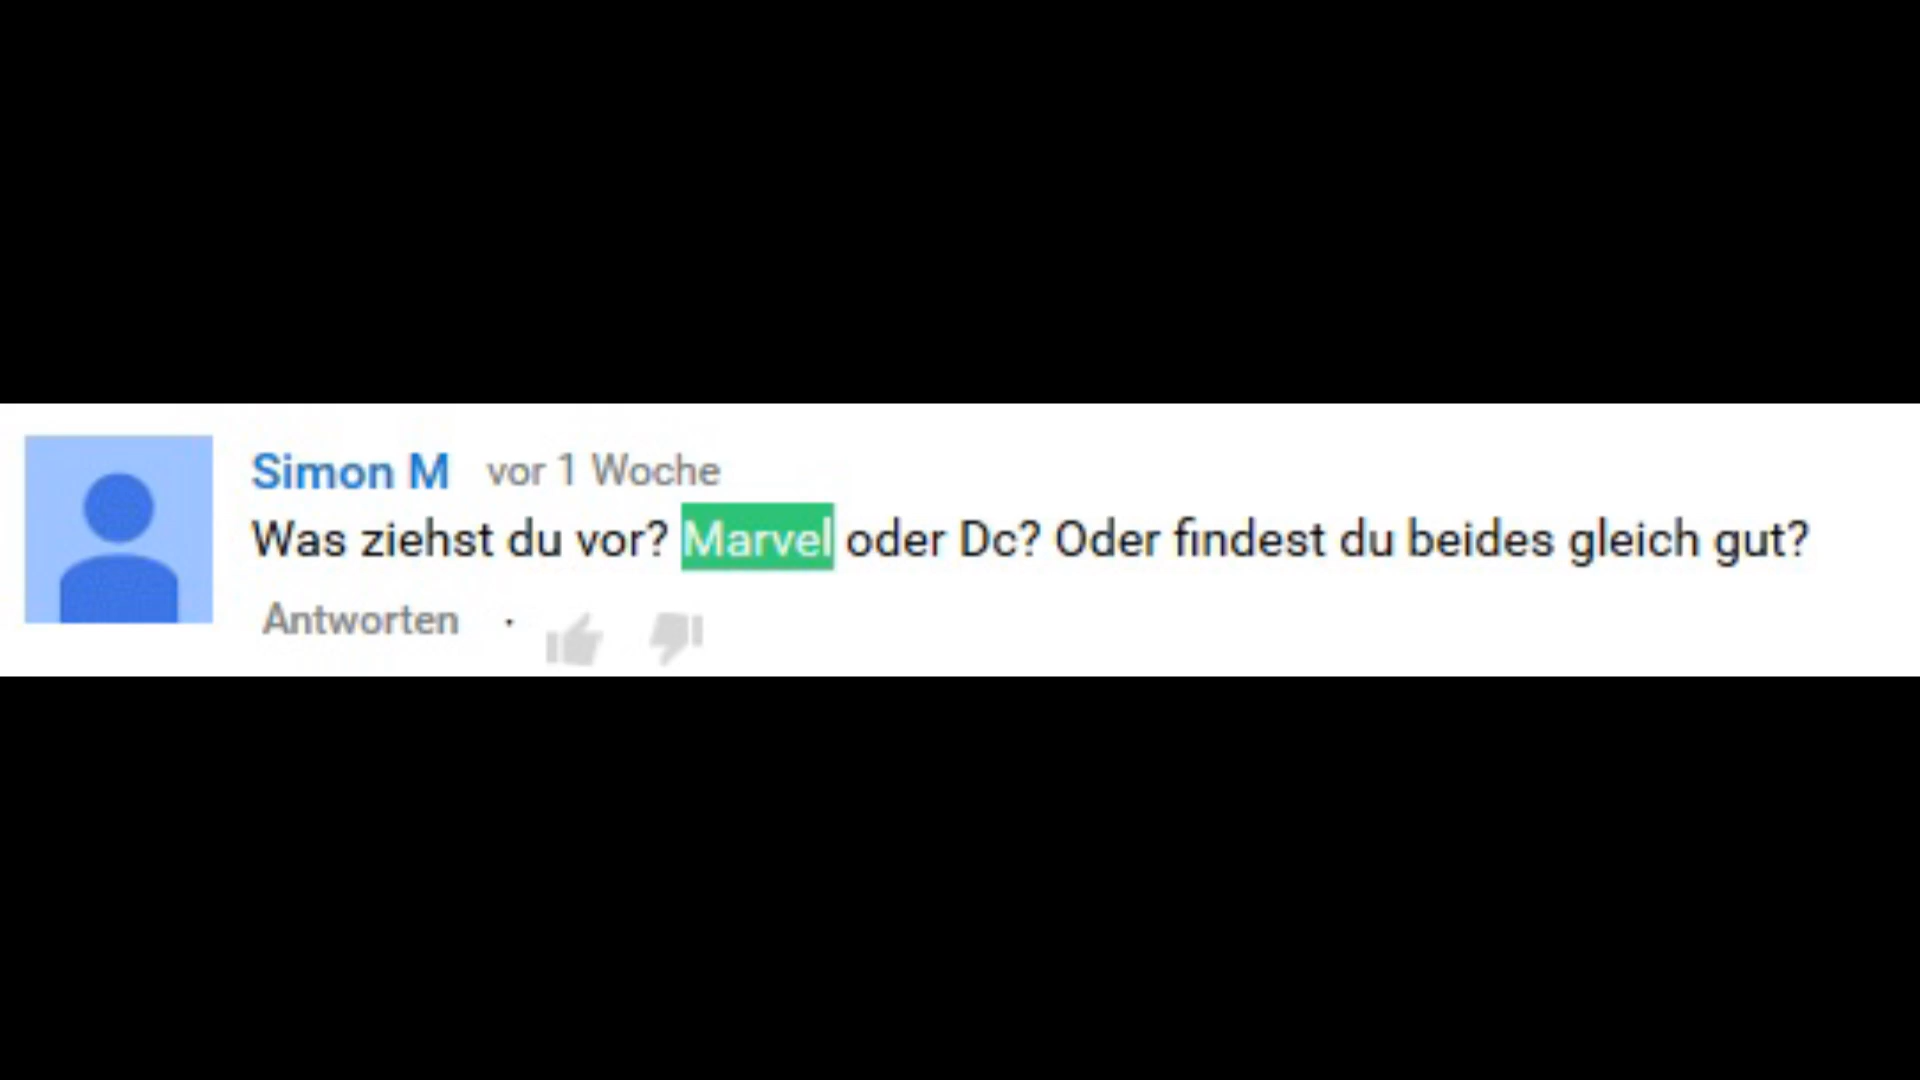 Simon M vor 1 Woche
Was ziehst du vor? Marvel oder Dc? Oder findest du beides gleich gut?
Antworten ·